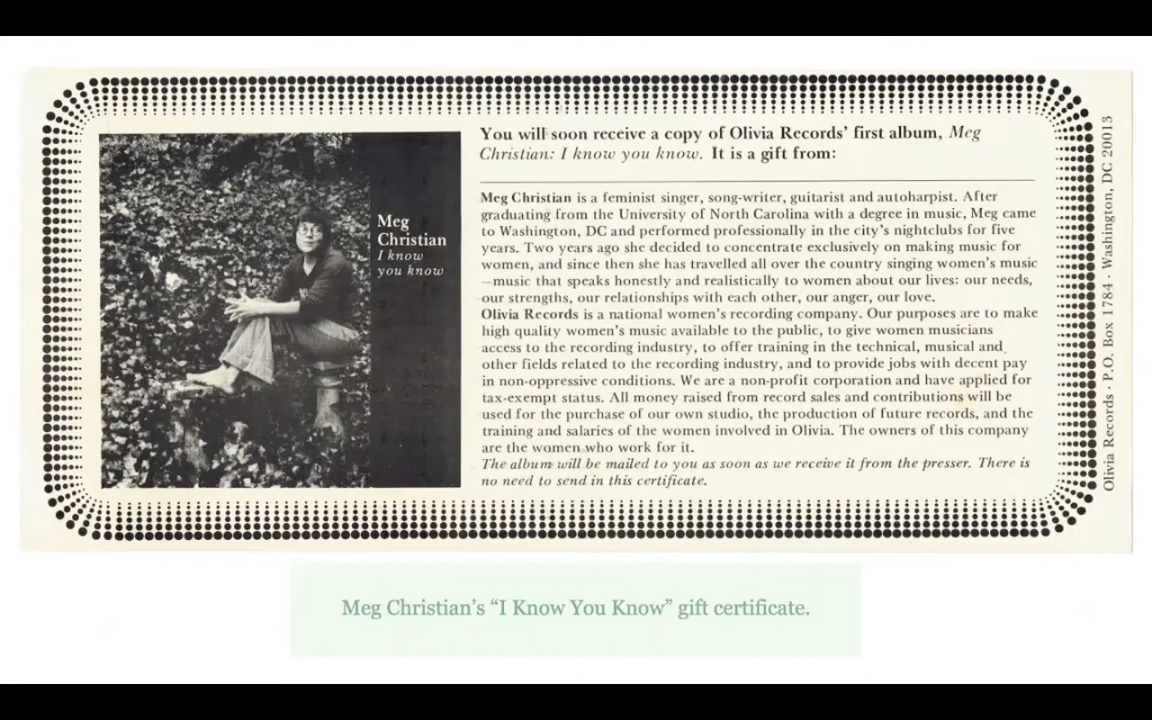 Meg
Christian
I know
you know
You will soon receive a copy of Olivia Records' first album, Meg
Christian: I know you know. It is a gift from:
Meg Christian is a feminist singer, song-writer, guitarist and autoharpist. After
graduating from the University of North Carolina with a degree in music, Meg came
to Washington, DC and performed professionally in the city's nightclubs for five
years. Two years ago she decided to concentrate exclusively on making music for
women, and since then she has travelled all over the country singing women's music
—music that speaks honestly and realistically to women about our lives: our needs,
our strengths, our relationships with each other, our anger, our love.
Olivia Records is a national women's recording company. Our purposes are to make
high quality women's music available to the public, to give women musicians
access to the recording industry, to offer training in the technical, musical and
other fields related to the recording industry, and to provide jobs with decent pay
in non-oppressive conditions. We are a non-profit corporation and have applied for
tax-exempt status. All money raised from record sales and contributions will be
used for the purchase of our own studio, the production of future records, and the
training and salaries of the women involved in Olivia. The owners of this company
are the women who work for it.
The album will be mailed to you as soon as we receive it from the presser. There is
no need to send in this certificate.
Olivia Records · P.O. Box 1784 · Washington, DC 20013
Meg Christian's “I Know You Know” gift certificate.